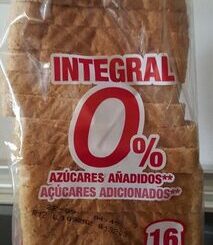 INTEGRAL
0%
AZÚCARES AÑADIDOS**
AÇÚCARES ADICIONADOS**
16